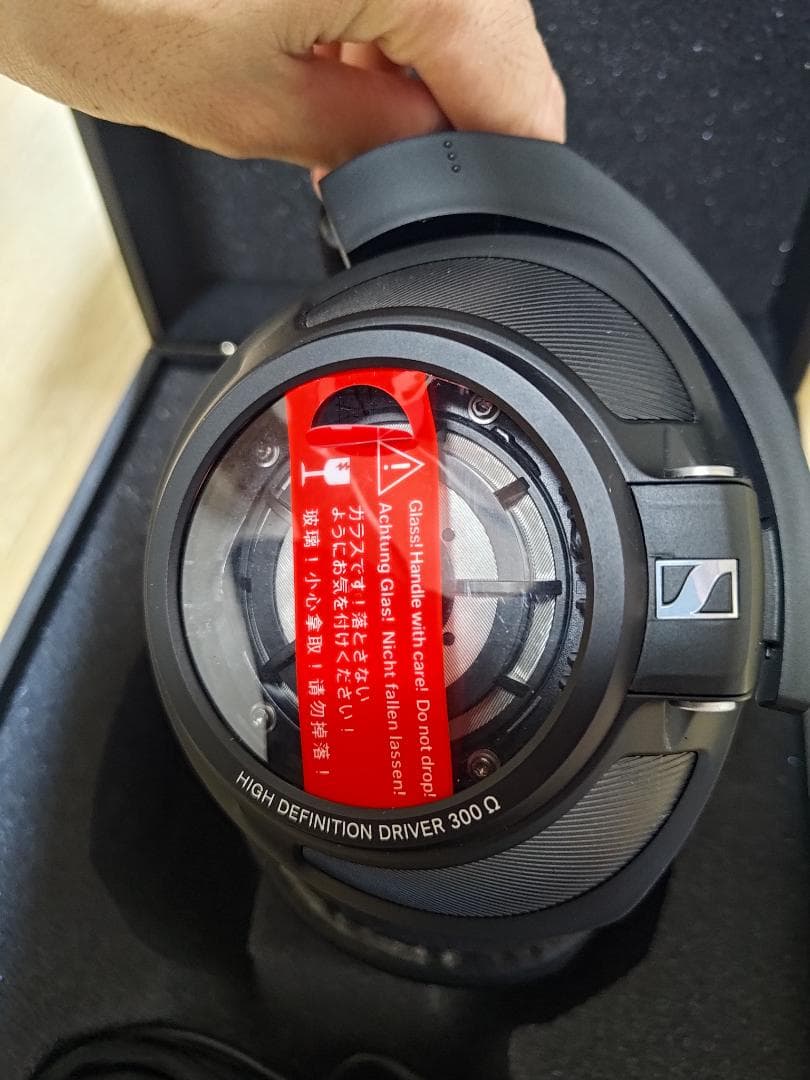 Glass! Handle with care! Do not drop!
Achtung Glas! Nicht fallen lassen!
ガラスです！落とさない
ようにお気を付けください！
玻璃！小心拿取！请勿掉落！
HIGH DEFINITION DRIVER 300 Ω